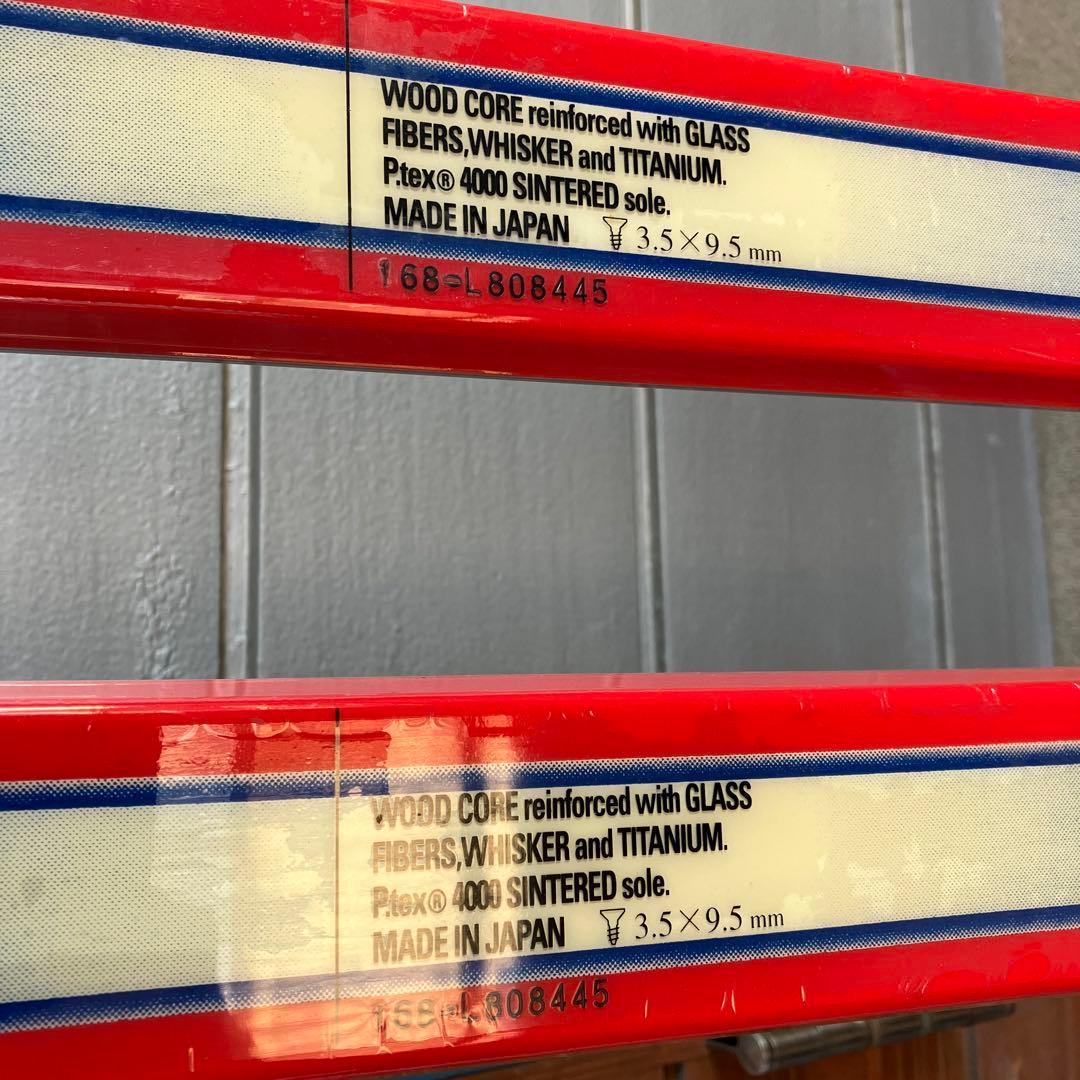 WOOD CORE reinforced with GLASS
FIBERS,WHISKER and TITANIUM.
P.tex® 4000 SINTERED sole.
MADE IN JAPAN 3.5×9.5 mm
168-L808445
WOOD CORE reinforced with GLASS
FIBERS,WHISKER and TITANIUM.
P.tex® 4000 SINTERED sole.
MADE IN JAPAN 3.5×9.5 mm
168-L808445